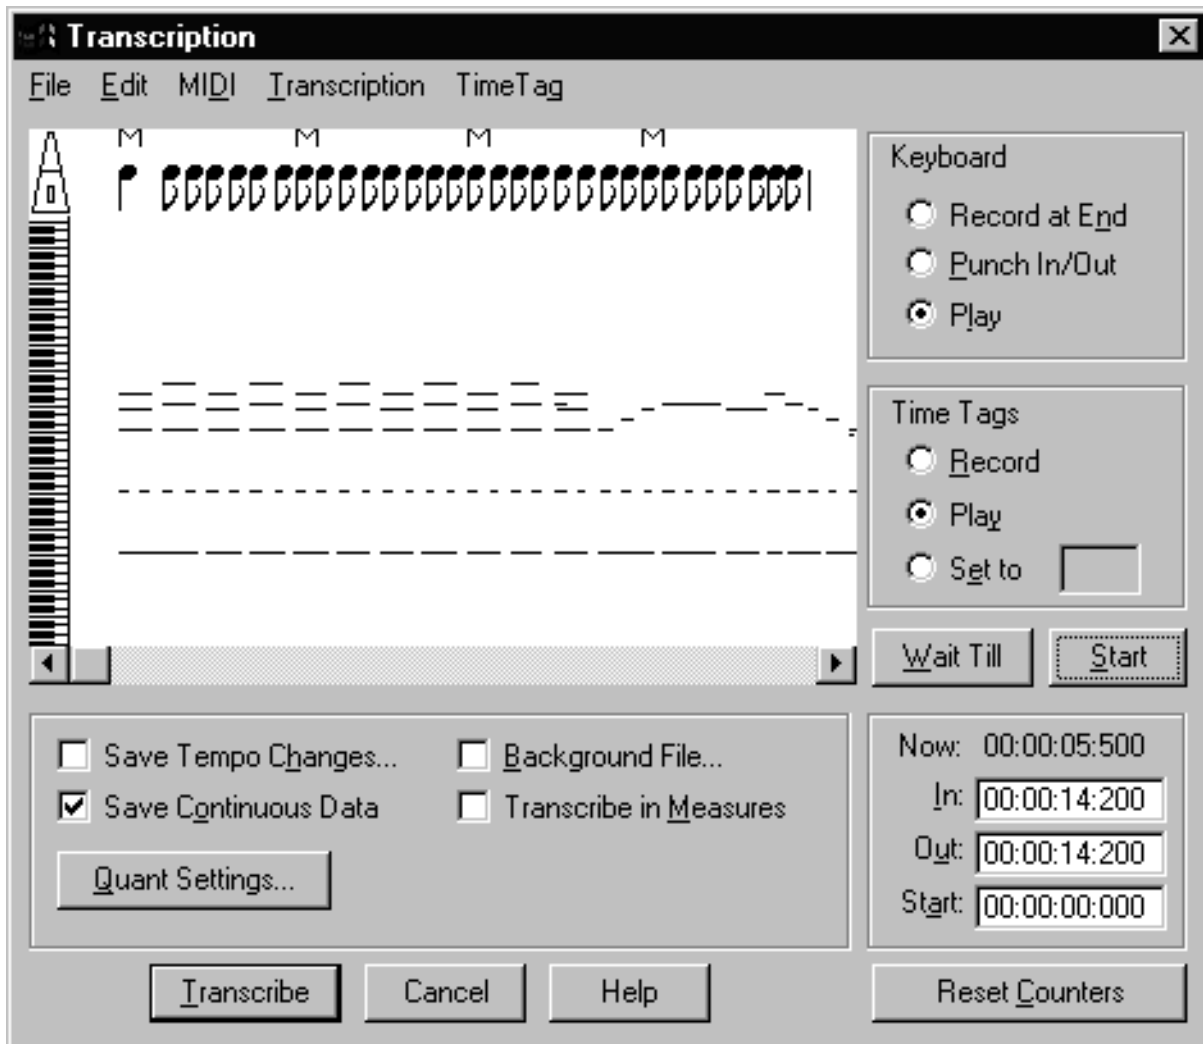 Transcription
File Edit MIDI Transcription TimeTag
M M M M
Keyboard
Record at End
Punch In/Out
Play
Time Tags
Record
Play
Set to
Wait Till Start
Save Tempo Changes... Background File...
Save Continuous Data Transcribe in Measures
Quant Settings...
Now: 00:00:05:500
In: 00:00:14:200
Out: 00:00:14:200
Start: 00:00:00:000
Transcribe Cancel Help Reset Counters